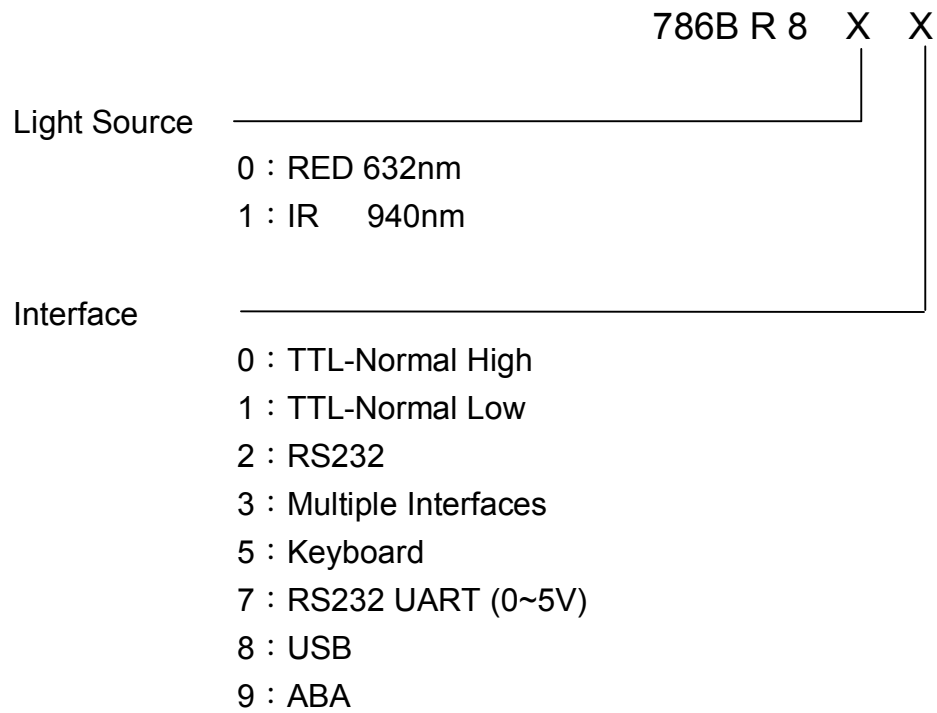 786B R 8 X X
Light Source
0：RED 632nm
1：IR 940nm
Interface
0：TTL-Normal High
1：TTL-Normal Low
2：RS232
3：Multiple Interfaces
5：Keyboard
7：RS232 UART (0~5V)
8：USB
9：ABA